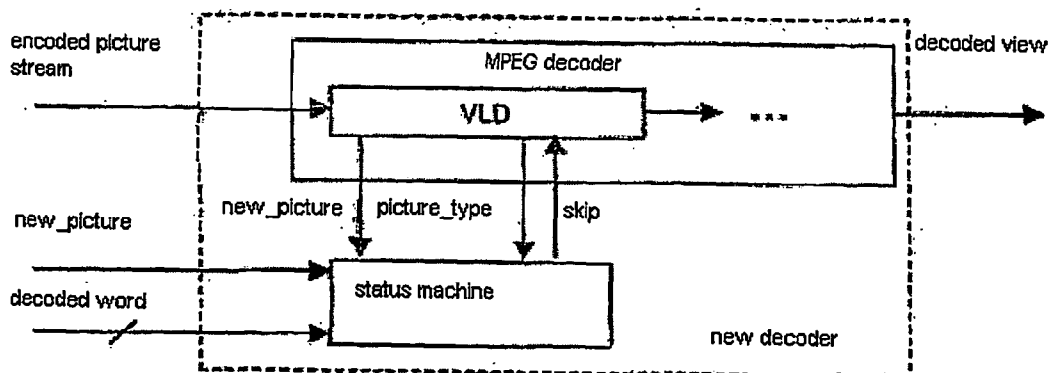 encoded picture
stream
MPEG decoder
decoded view
VLD
new_picture
picture_type
skip
new_picture
status machine
decoded word
new decoder